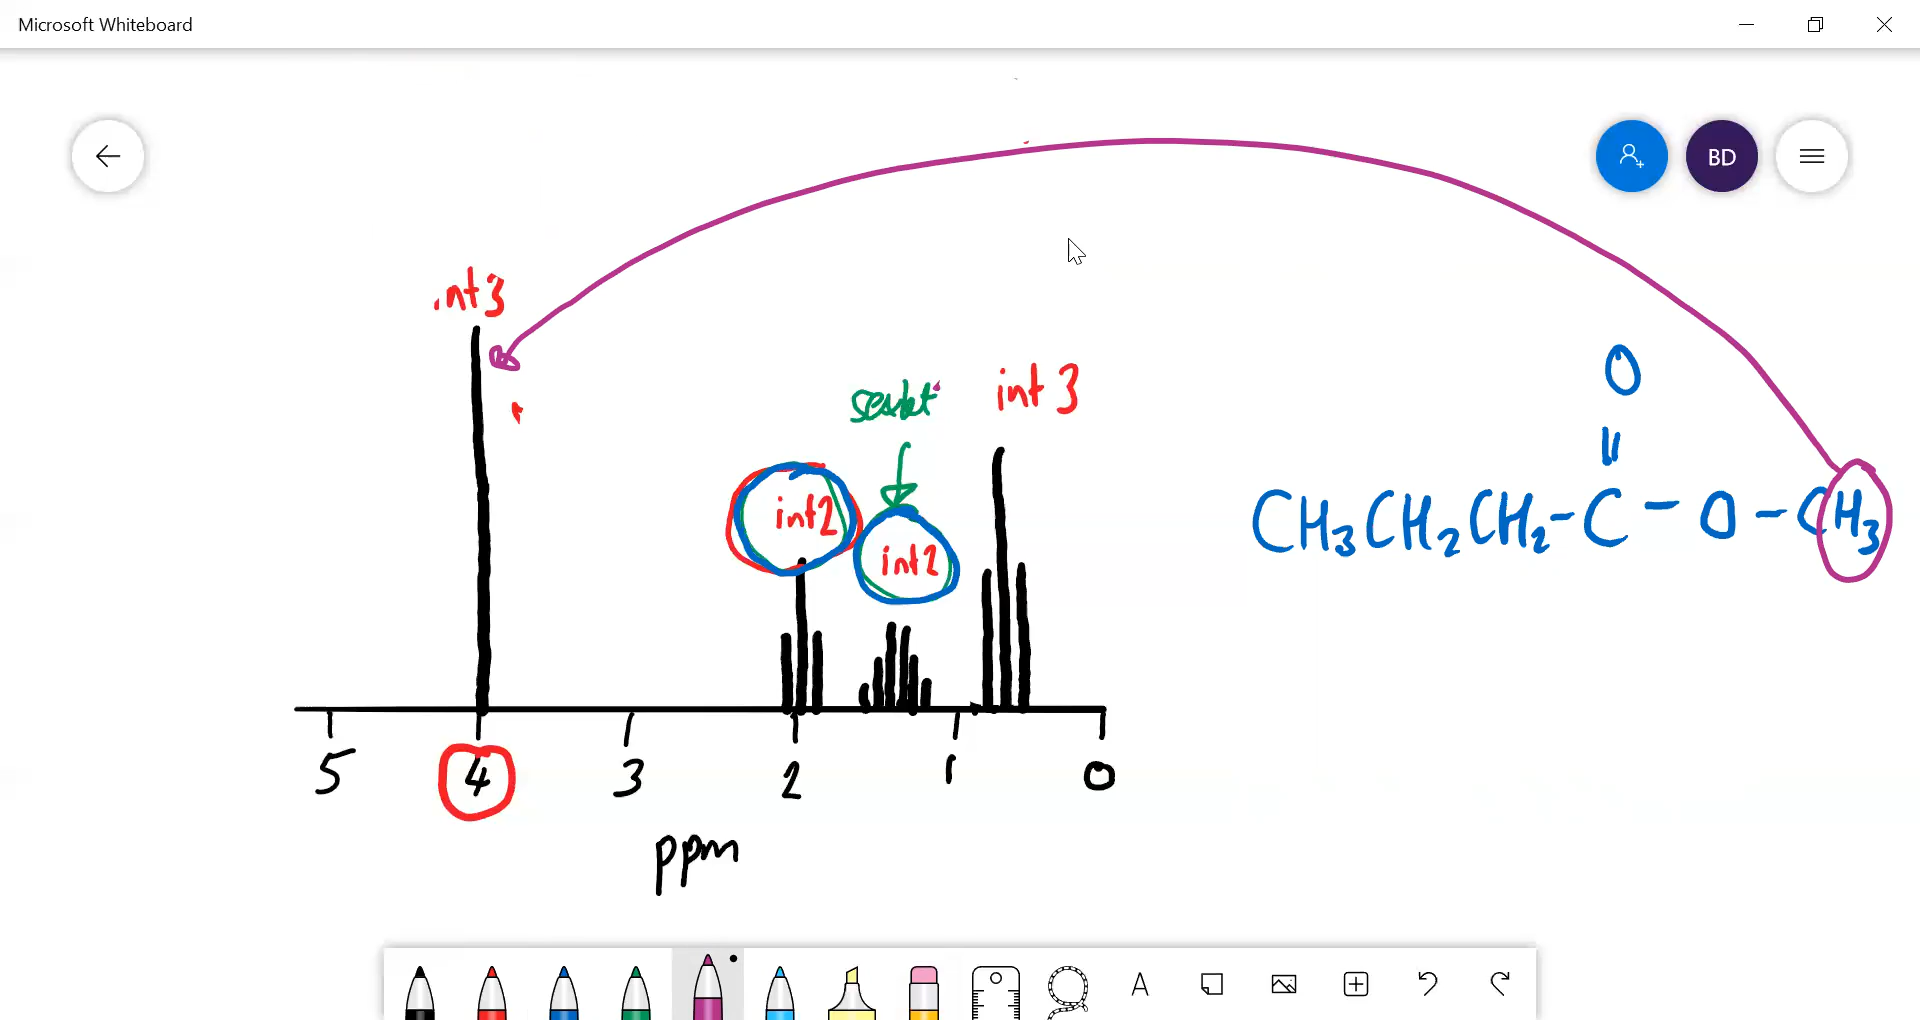 Microsoft Whiteboard
BD
int 3
sextet
int 3
int2
int2
O
||
CH₃CH₂CH₂-C-O-CH₃
5 4 3 2 1 0
ppm
A